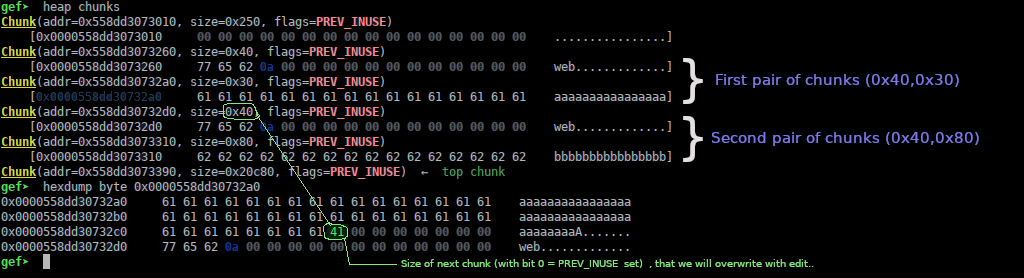 gef➤  heap chunks
Chunk(addr=0x558dd3073010, size=0x250, flags=PREV_INUSE)
    [0x0000558dd3073010     00 00 00 00 00 00 00 00 00 00 00 00 00 00 00 00    ................]
Chunk(addr=0x558dd3073260, size=0x40, flags=PREV_INUSE)
    [0x0000558dd3073260     77 65 62 0a 00 00 00 00 00 00 00 00 00 00 00 00    web.............]
Chunk(addr=0x558dd30732a0, size=0x30, flags=PREV_INUSE)
    [0x0000558dd30732a0     61 61 61 61 61 61 61 61 61 61 61 61 61 61 61 61    aaaaaaaaaaaaaaaa]
First pair of chunks (0x40,0x30)
Chunk(addr=0x558dd30732d0, size=0x40, flags=PREV_INUSE)
    [0x0000558dd30732d0     77 65 62 0a 00 00 00 00 00 00 00 00 00 00 00 00    web.............]
Chunk(addr=0x558dd3073310, size=0x80, flags=PREV_INUSE)
    [0x0000558dd3073310     62 62 62 62 62 62 62 62 62 62 62 62 62 62 62 62    bbbbbbbbbbbbbbbb]
Second pair of chunks (0x40,0x80)
Chunk(addr=0x558dd3073390, size=0x20c80, flags=PREV_INUSE)  ←  top chunk
gef➤  hexdump byte 0x0000558dd30732a0
0x0000558dd30732a0     61 61 61 61 61 61 61 61 61 61 61 61 61 61 61 61    aaaaaaaaaaaaaaaa
0x0000558dd30732b0     61 61 61 61 61 61 61 61 61 61 61 61 61 61 61 61    aaaaaaaaaaaaaaaa
0x0000558dd30732c0     61 61 61 61 61 61 61 61 41 00 00 00 00 00 00 00    aaaaaaaaA.......
0x0000558dd30732d0     77 65 62 0a 00 00 00 00 00 00 00 00 00 00 00 00    web.............
gef➤
Size of next chunk (with bit 0 = PREV_INUSE  set)  , that we will overwrite with edit..